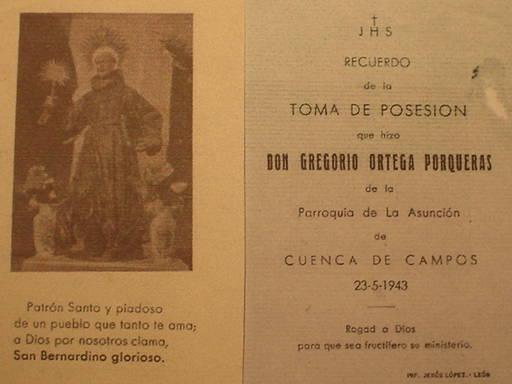 Patrón Santo y piadoso
de un pueblo que tanto te ama;
a Dios por nosotros clama,
San Bernardino glorioso.
J H S
RECUERDO
de la
TOMA DE POSESION
que hizo
DON GREGORIO ORTEGA PORQUERAS
de la
Parroquia de La Asunción
de
CUENCA DE CAMPOS
23-5-1943
Rogad a Dios
para que sea fructífero su ministerio.
IMP. JESÚS LÓPEZ. - LEÓN